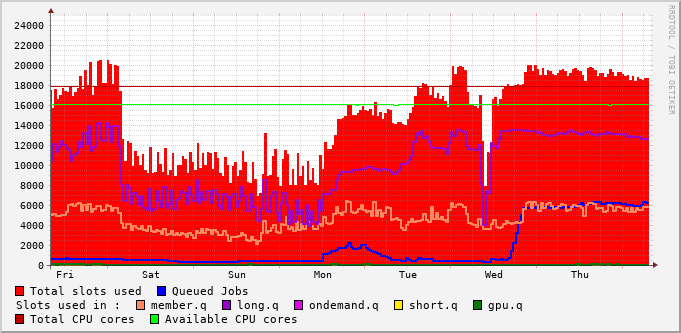 24000
22000
20000
18000
16000
14000
12000
10000
8000
6000
4000
2000
0
Fri Sat Sun Mon Tue Wed Thu
Total slots used Queued Jobs
Slots used in : member.q long.q ondemand.q short.q gpu.q
Total CPU cores Available CPU cores
RRDTOOL / TOBI OETIKER